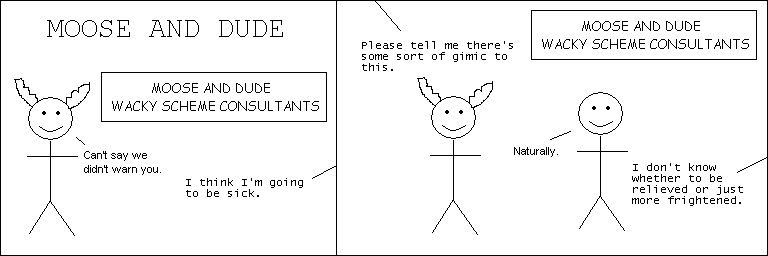 MOOSE AND DUDE
MOOSE AND DUDE
WACKY SCHEME CONSULTANTS
Can't say we
didn't warn you.
I think I'm going
to be sick.
Please tell me there's
some sort of gimic to
this.
MOOSE AND DUDE
WACKY SCHEME CONSULTANTS
Naturally.
I don't know
whether to be
relieved or just
more frightened.